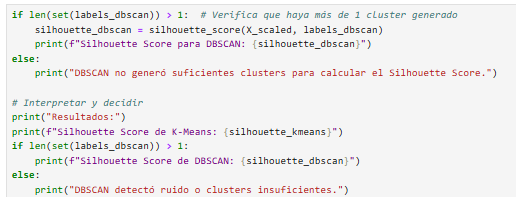 if len(set(labels_dbscan)) > 1:  # Verifica que haya más de 1 cluster generado
    silhouette_dbscan = silhouette_score(X_scaled, labels_dbscan)
    print(f"Silhouette Score para DBSCAN: {silhouette_dbscan}")
else:
    print("DBSCAN no generó suficientes clusters para calcular el Silhouette Score.")

# Interpretar y decidir
print("Resultados:")
print(f"Silhouette Score de K-Means: {silhouette_kmeans}")
if len(set(labels_dbscan)) > 1:
    print(f"Silhouette Score de DBSCAN: {silhouette_dbscan}")
else:
    print("DBSCAN detectó ruido o clusters insuficientes.")